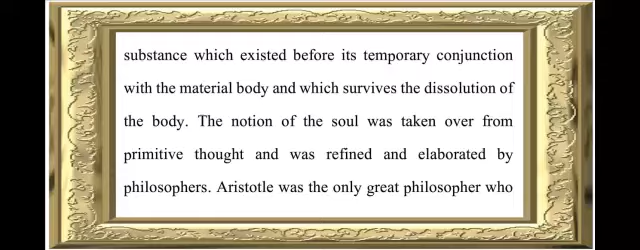 substance which existed before its temporary conjunction
with the material body and which survives the dissolution of
the body. The notion of the soul was taken over from
primitive thought and was refined and elaborated by
philosophers. Aristotle was the only great philosopher who